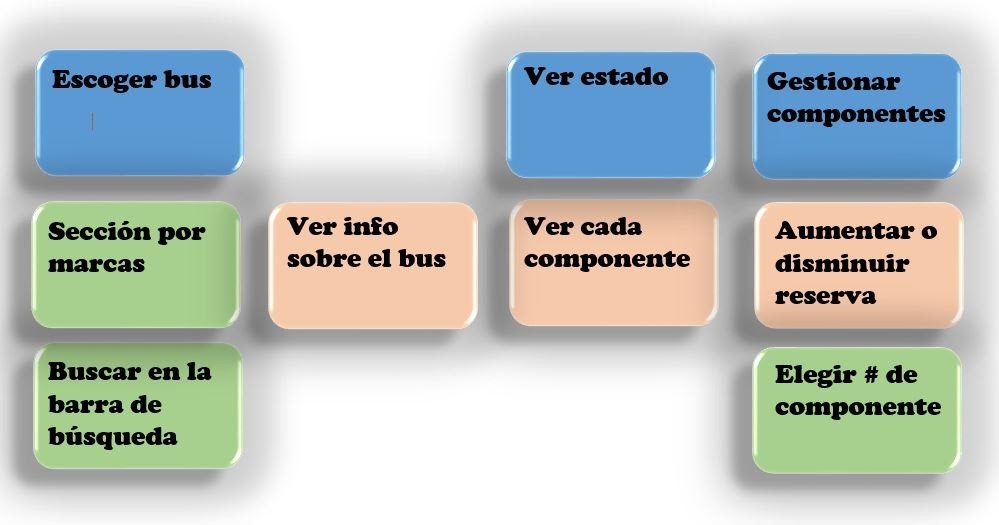 Escoger bus
Ver estado
Gestionar
componentes
Sección por
marcas
Ver info
sobre el bus
Ver cada
componente
Aumentar o
disminuir
reserva
Buscar en la
barra de
búsqueda
Elegir # de
componente